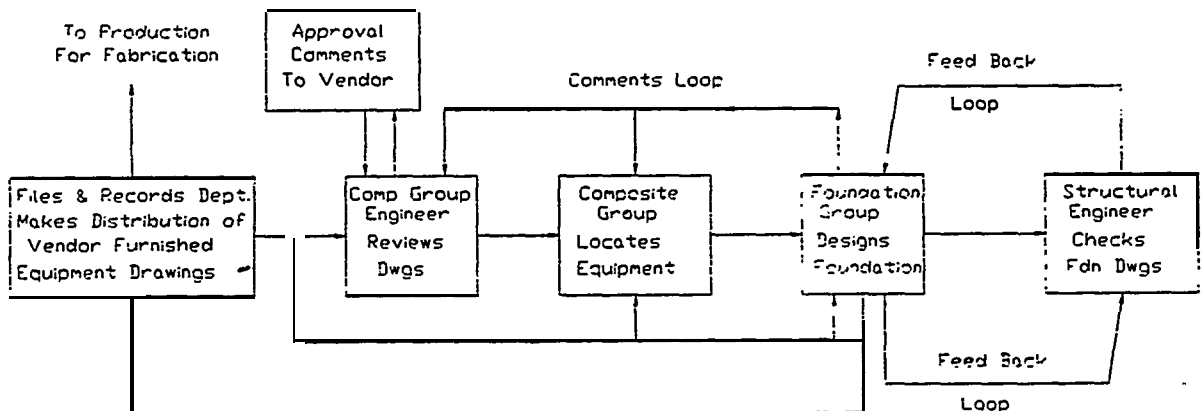 To Production
For Fabrication
Approval
Comments
To Vendor
Comments Loop
Feed Back
Loop
Files & Records Dept.
Makes Distribution of
Vendor Furnished
Equipment Drawings
Comp Group
Engineer
Reviews
Dwgs
Composite
Group
Locates
Equipment
Foundation
Group
Designs
Foundation
Structural
Engineer
Checks
Fdn Dwgs
Feed Back
Loop